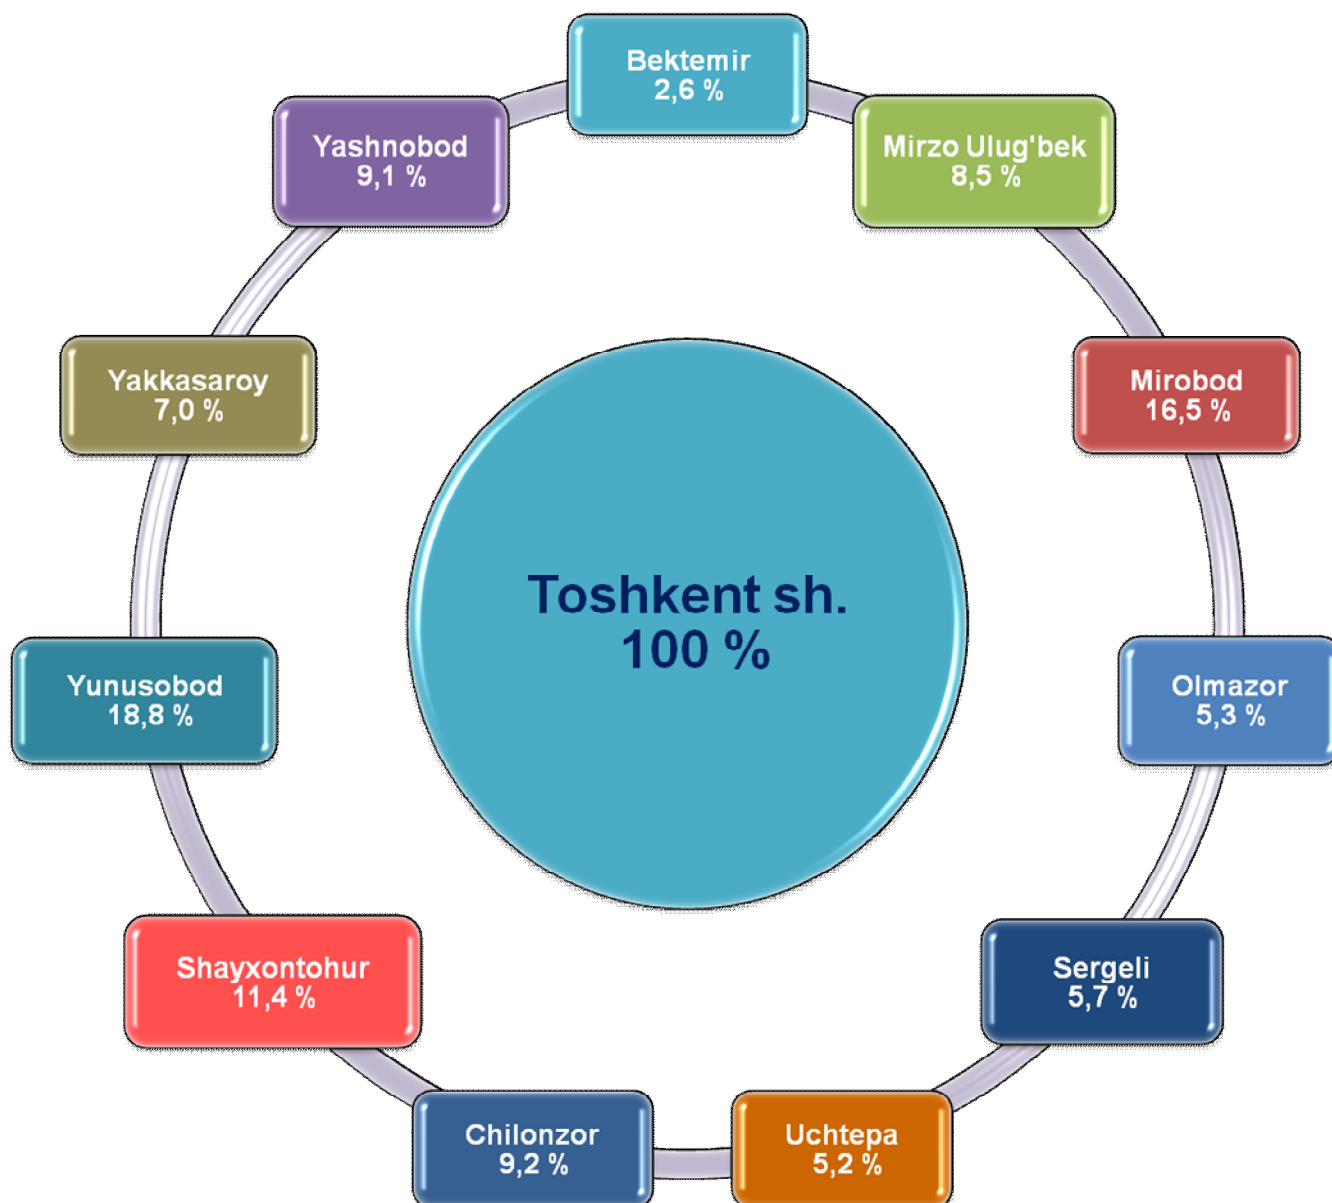 Bektemir
2,6 %
Mirzo Ulug'bek
8,5 %
Mirobod
16,5 %
Olmazor
5,3 %
Sergeli
5,7 %
Uchtepa
5,2 %
Chilonzor
9,2 %
Shayxontohur
11,4 %
Yunusobod
18,8 %
Yakkasaroy
7,0 %
Yashnobod
9,1 %
Toshkent sh.
100 %